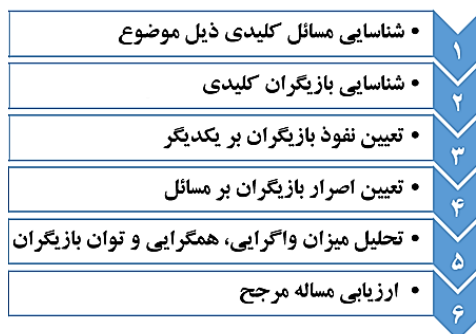 ۱ • شناسایی مسائل کلیدی ذیل موضوع
۲ • شناسایی بازیگران کلیدی
۳ • تعیین نفوذ بازیگران بر یکدیگر
۴ • تعیین اصرار بازیگران بر مسائل
۵ • تحلیل میزان واگرایی، همگرایی و توان بازیگران
۶ • ارزیابی مساله مرجح